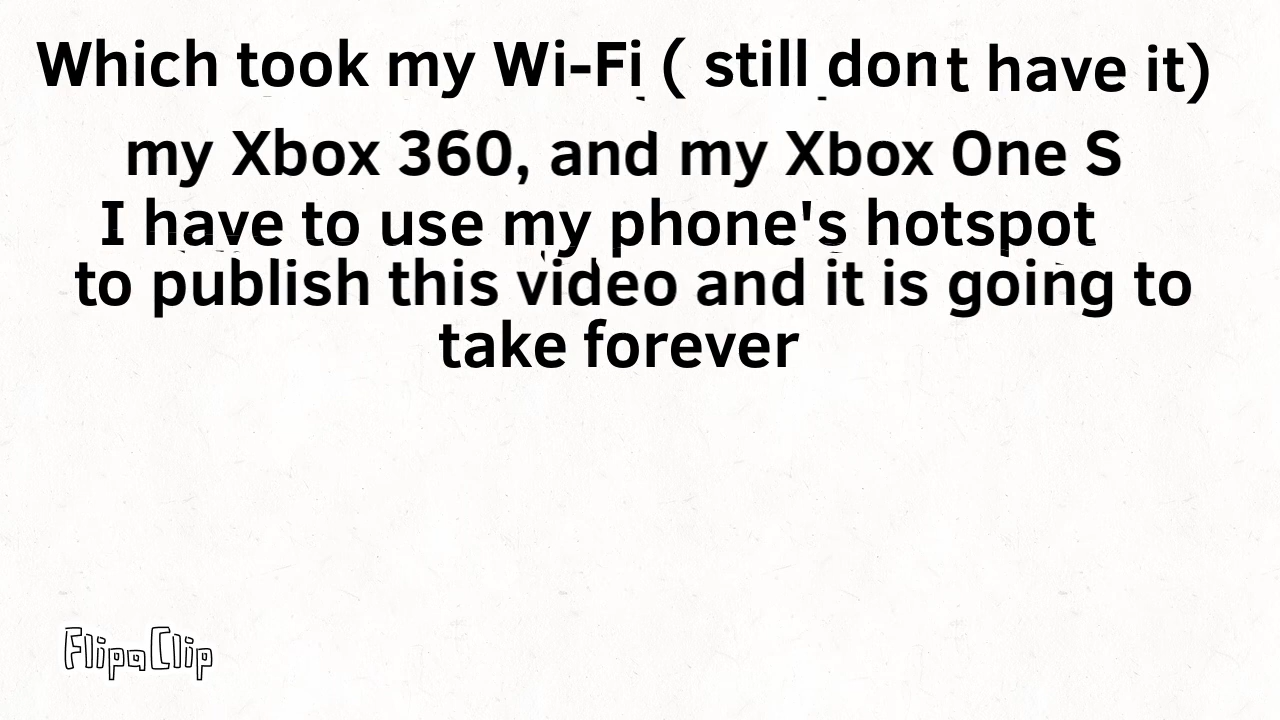 Which took my Wi-Fi ( still dont have it)
my Xbox 360, and my Xbox One S
I have to use my phone's hotspot
to publish this video and it is going to
take forever
FlipaClip